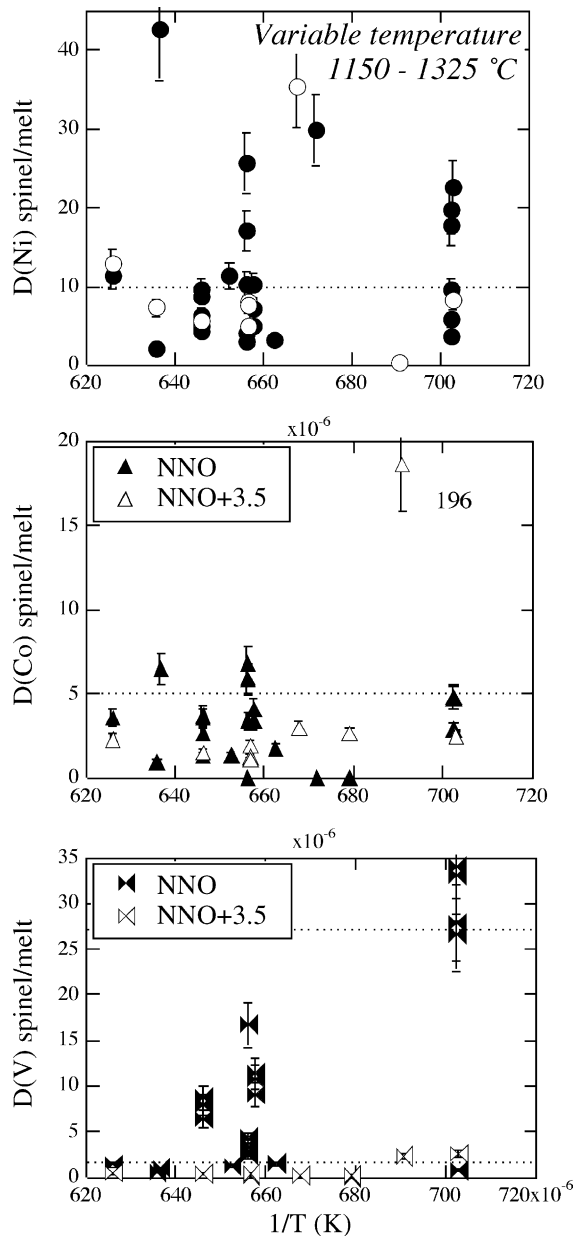 Variable temperature
1150 - 1325 °C
D(Ni) spinel/melt
40
30
20
10
0
620 640 660 680 700 720
x10-6
D(Co) spinel/melt
20
15
10
5
0
NNO
NNO+3.5
196
620 640 660 680 700 720
x10-6
D(V) spinel/melt
35
30
25
20
15
10
5
0
NNO
NNO+3.5
620 640 660 680 700 720x10-6
1/T (K)